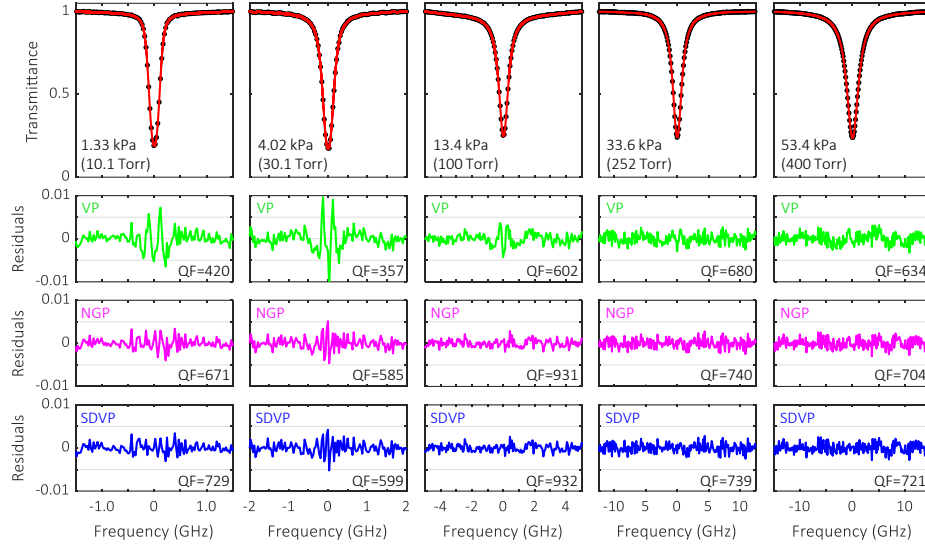 1
0.5
0
Transmittance
1.33 kPa
(10.1 Torr)
4.02 kPa
(30.1 Torr)
13.4 kPa
(100 Torr)
33.6 kPa
(252 Torr)
53.4 kPa
(400 Torr)
0.01
0
-0.01
Residuals
VP
QF=420
VP
QF=357
VP
QF=602
VP
QF=680
VP
QF=634
0.01
0
-0.01
Residuals
NGP
QF=671
NGP
QF=585
NGP
QF=931
NGP
QF=740
NGP
QF=704
0.01
0
-0.01
Residuals
SDVP
QF=729
SDVP
QF=599
SDVP
QF=932
SDVP
QF=739
SDVP
QF=721
-1.0 0 1.0
-2 -1 0 1 2
-4 -2 0 2 4
-10 -5 0 5 10
-10 -5 0 5 10
Frequency (GHz)
Frequency (GHz)
Frequency (GHz)
Frequency (GHz)
Frequency (GHz)